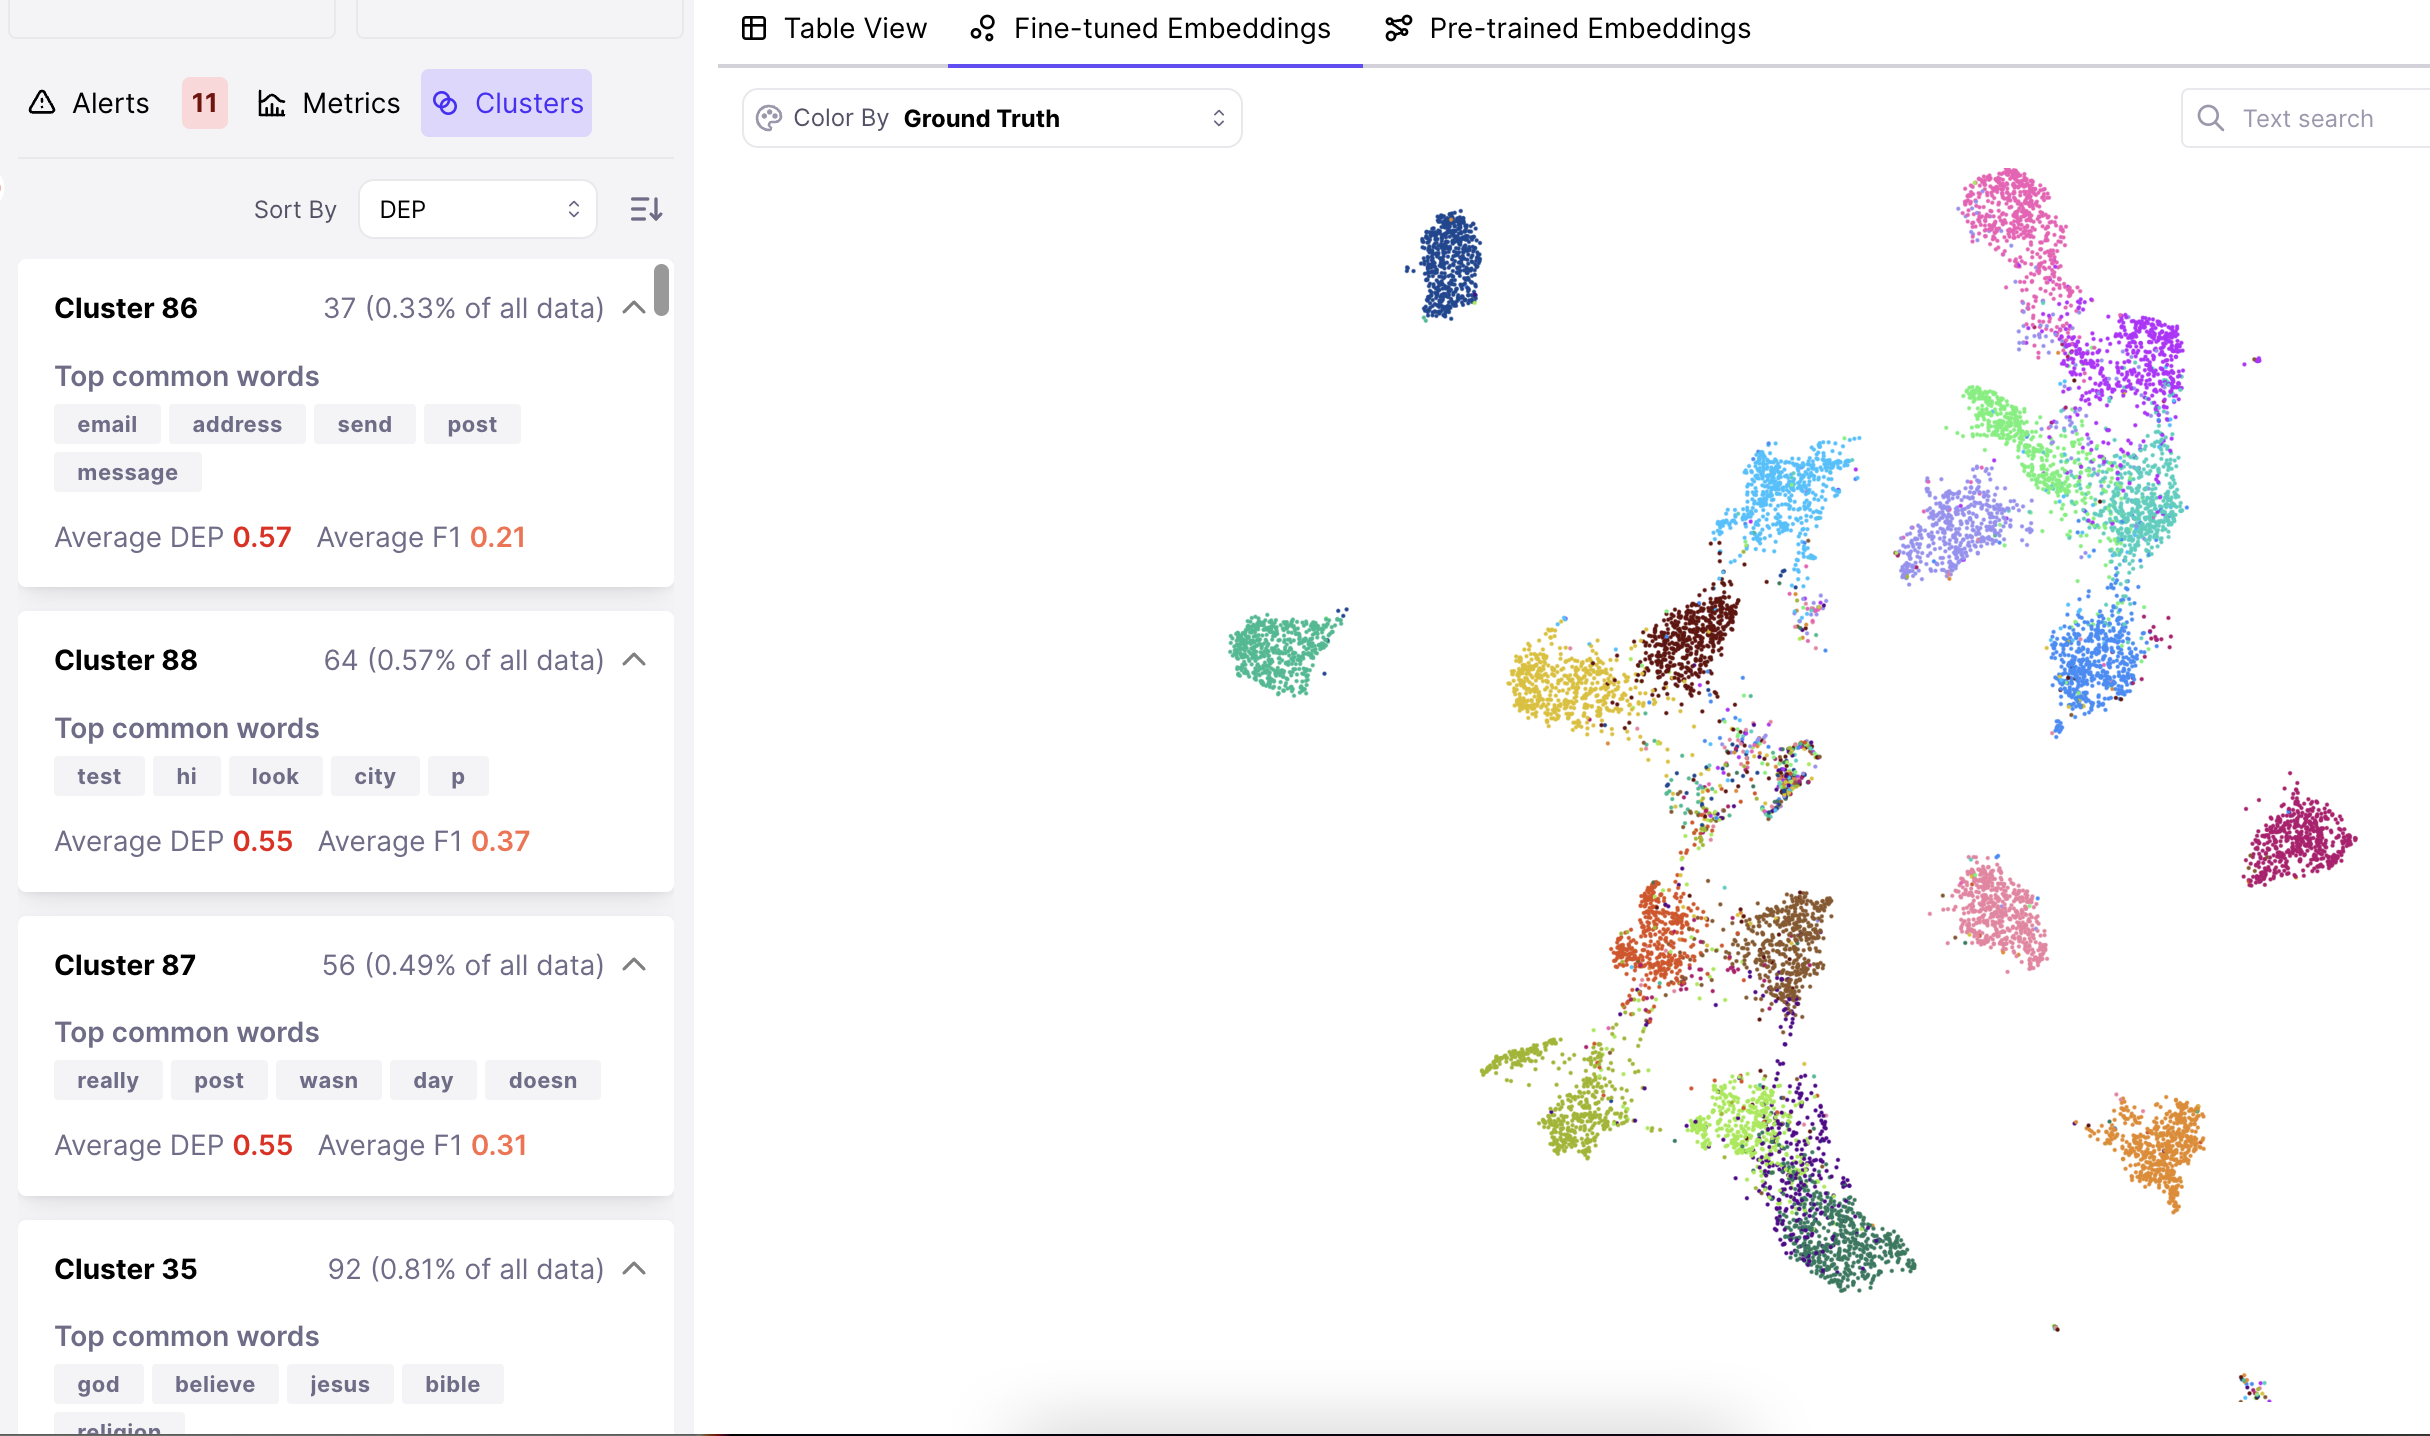 Table View Fine-tuned Embeddings Pre-trained Embeddings
Alerts 11 Metrics Clusters
Color By Ground Truth
Text search
Sort By DEP
Cluster 86 37 (0.33% of all data)
Top common words
email address send post
message
Average DEP 0.57 Average F1 0.21
Cluster 88 64 (0.57% of all data)
Top common words
test hi look city p
Average DEP 0.55 Average F1 0.37
Cluster 87 56 (0.49% of all data)
Top common words
really post wasn day doesn
Average DEP 0.55 Average F1 0.31
Cluster 35 92 (0.81% of all data)
Top common words
god believe jesus bible
religion